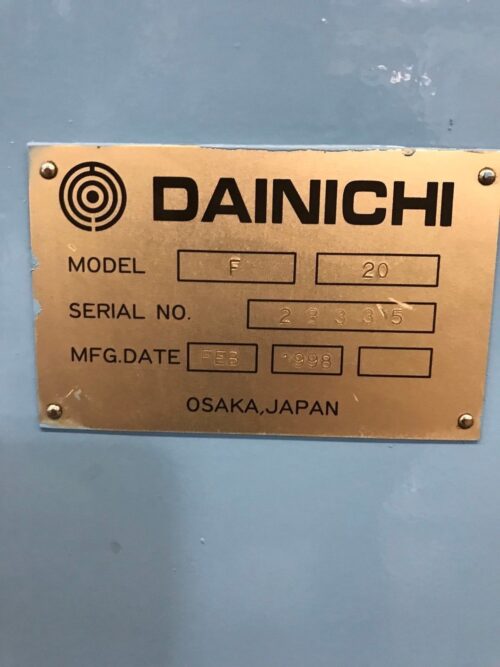 DAINICHI
MODEL F 20
SERIAL NO.
MFG.DATE FEB 1998
OSAKA,JAPAN